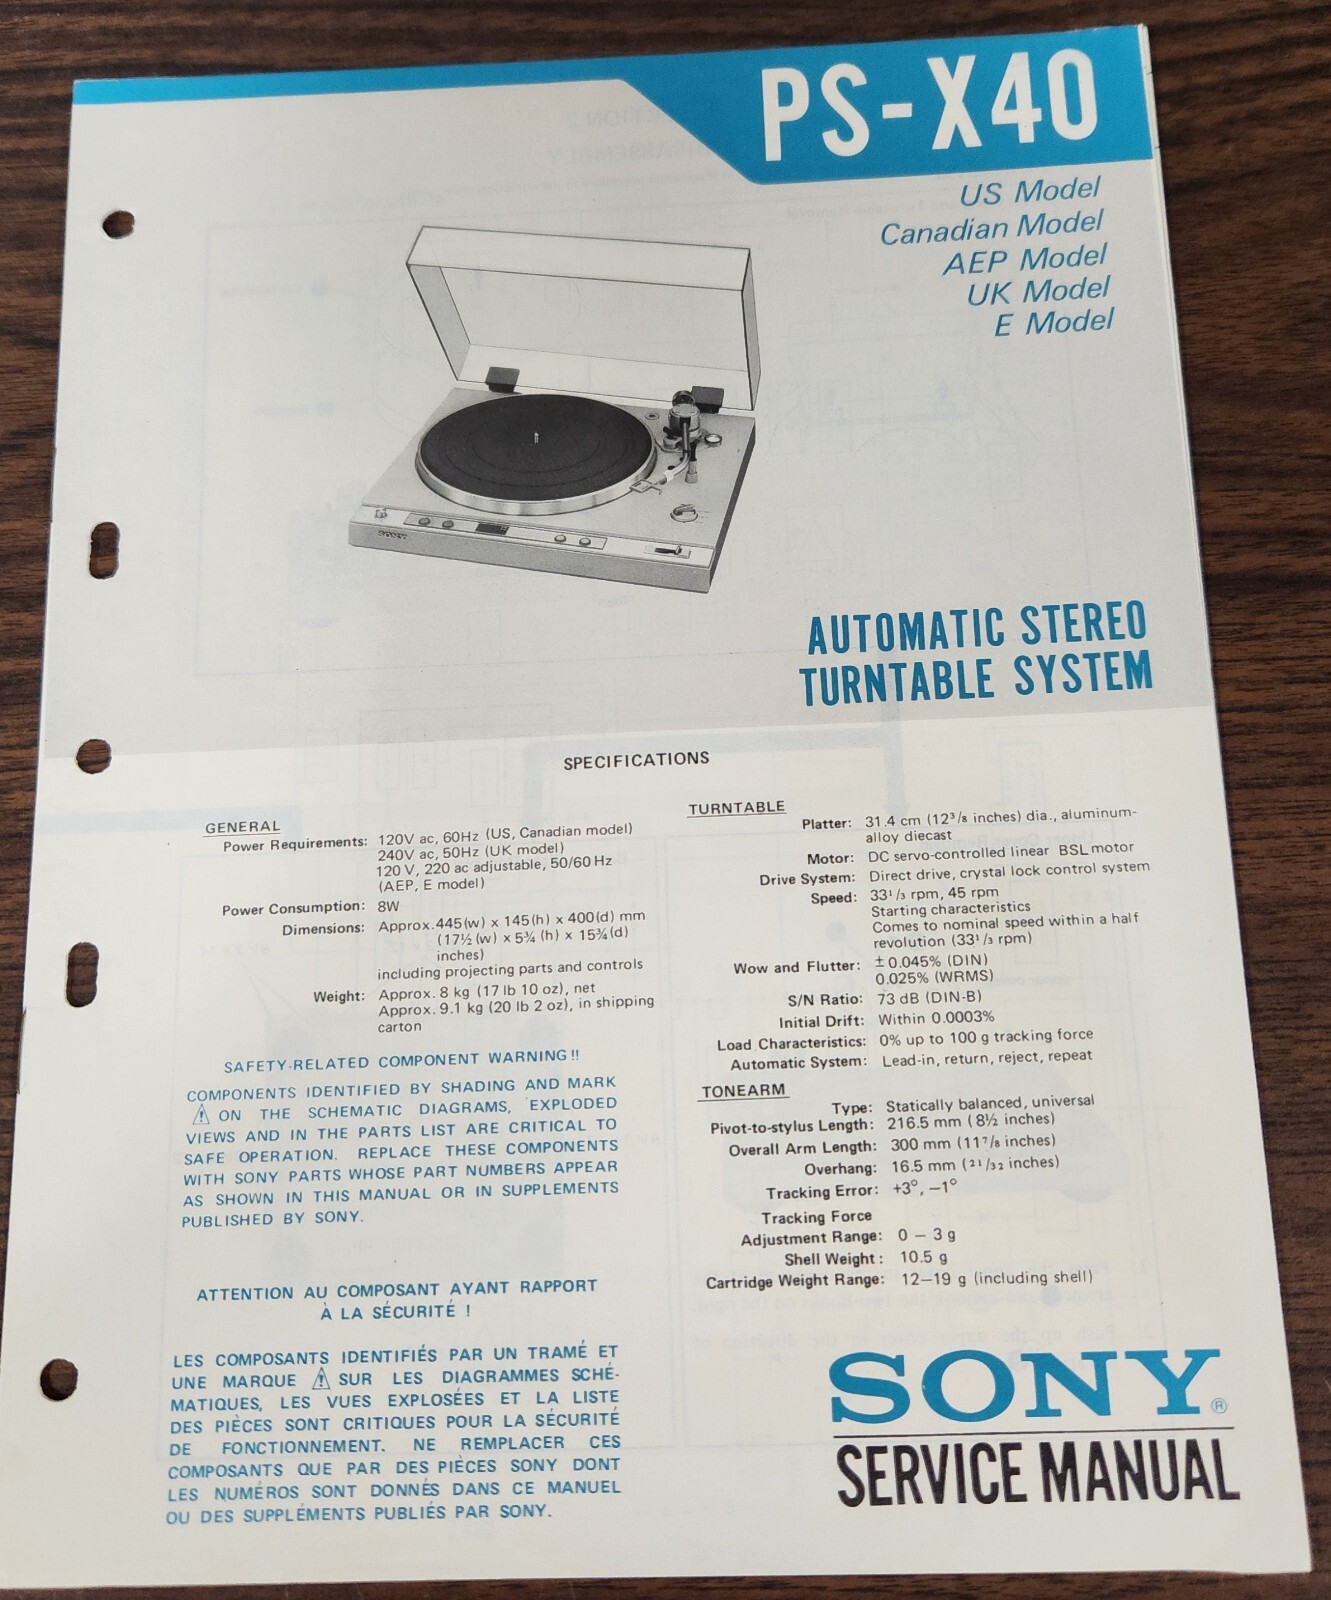 PS-X40
US Model
Canadian Model
AEP Model
UK Model
E Model
SONY
AUTOMATIC STEREO
TURNTABLE SYSTEM
SPECIFICATIONS
GENERAL
Power Requirements: 120V ac, 60Hz (US, Canadian model)
240V ac, 50Hz (UK model)
120 V, 220 ac adjustable, 50/60 Hz
(AEP, E model)
Power Consumption: 8W
Dimensions: Approx. 445 (w) x 145 (h) x 400 (d) mm
(17½ (w) x 5¾ (h) x 15¾ (d)
inches)
including projecting parts and controls
Weight: Approx. 8 kg (17 lb 10 oz), net
Approx. 9.1 kg (20 lb 2 oz), in shipping
carton
SAFETY-RELATED COMPONENT WARNING!!
COMPONENTS IDENTIFIED BY SHADING AND MARK
⚠ ON THE SCHEMATIC DIAGRAMS, EXPLODED
VIEWS AND IN THE PARTS LIST ARE CRITICAL TO
SAFE OPERATION. REPLACE THESE COMPONENTS
WITH SONY PARTS WHOSE PART NUMBERS APPEAR
AS SHOWN IN THIS MANUAL OR IN SUPPLEMENTS
PUBLISHED BY SONY.
ATTENTION AU COMPOSANT AYANT RAPPORT
À LA SÉCURITÉ !
LES COMPOSANTS IDENTIFIÉS PAR UN TRAMÉ ET
UNE MARQUE ⚠ SUR LES DIAGRAMMES SCHÉ-
MATIQUES, LES VUES EXPLOSÉES ET LA LISTE
DES PIÈCES SONT CRITIQUES POUR LA SÉCURITÉ
DE FONCTIONNEMENT. NE REMPLACER CES
COMPOSANTS QUE PAR DES PIÈCES SONY DONT
LES NUMÉROS SONT DONNÉS DANS CE MANUEL
OU DES SUPPLÉMENTS PUBLIÉS PAR SONY.
TURNTABLE
Platter: 31.4 cm (12³/₈ inches) dia., aluminum-
alloy diecast
Motor: DC servo-controlled linear BSL motor
Drive System: Direct drive, crystal lock control system
Speed: 33¹/₃ rpm, 45 rpm
Starting characteristics
Comes to nominal speed within a half
revolution (33¹/₃ rpm)
Wow and Flutter: ±0.045% (DIN)
0.025% (WRMS)
S/N Ratio: 73 dB (DIN-B)
Initial Drift: Within 0.0003%
Load Characteristics: 0% up to 100 g tracking force
Automatic System: Lead-in, return, reject, repeat
TONEARM
Type: Statically balanced, universal
Pivot-to-stylus Length: 216.5 mm (8½ inches)
Overall Arm Length: 300 mm (11⁷/₈ inches)
Overhang: 16.5 mm (²¹/₃₂ inches)
Tracking Error: +3°, −1°
Tracking Force
Adjustment Range: 0 – 3 g
Shell Weight: 10.5 g
Cartridge Weight Range: 12–19 g (including shell)
SONY®
SERVICE MANUAL